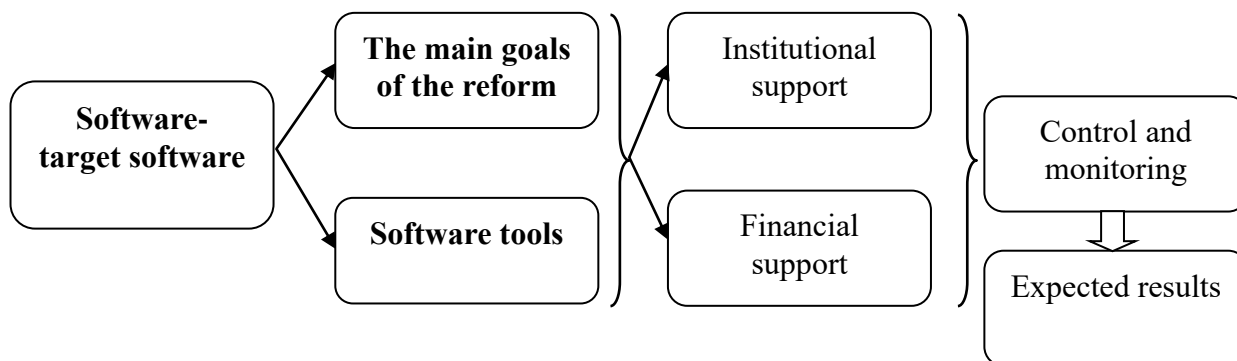 Software-
target software
The main goals
of the reform
Software tools
Institutional
support
Financial
support
Control and
monitoring
Expected results